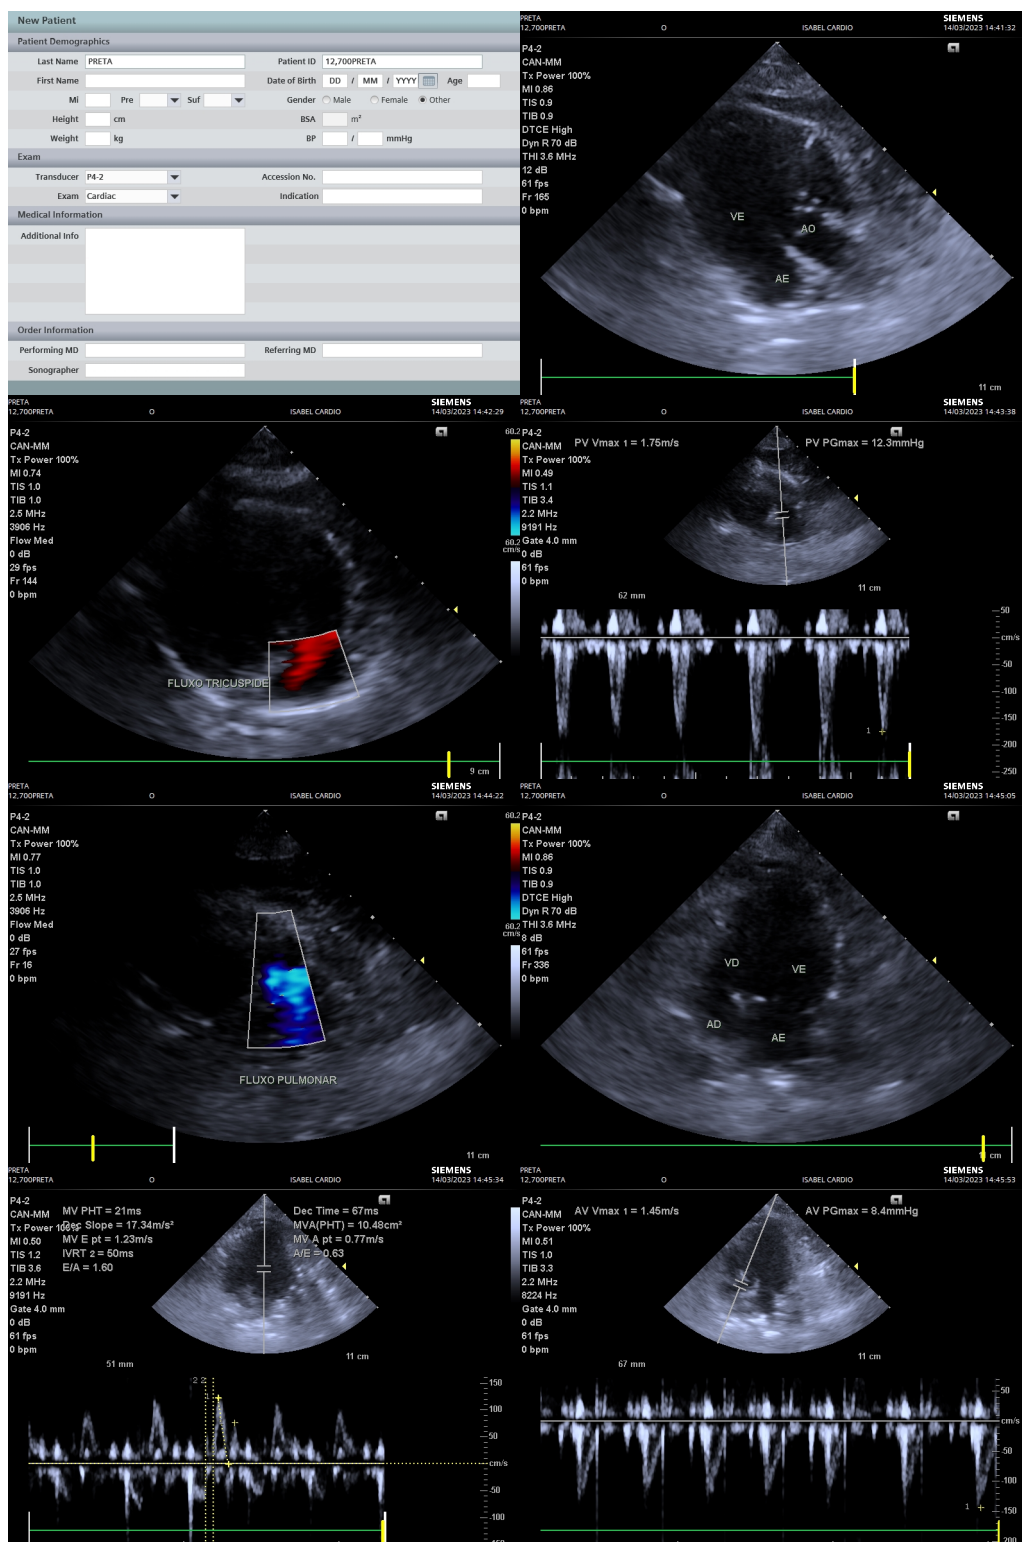 New Patient
Patient Demographics
Last Name PRETA Patient ID 12,700PRETA
First Name Date of Birth DD / MM / YYYY Age
Mi Pre Suf Gender Male Female Other
Height cm BSA m²
Weight kg BP / mmHg
Exam
Transducer P4-2 Accession No.
Exam Cardiac Indication
Medical Information
Additional Info
Order Information
Performing MD Referring MD
Sonographer
PRETA SIEMENS
12,700PRETA O ISABEL CARDIO 14/03/2023 14:41:32
P4-2
CAN-MM
Tx Power 100%
MI 0.86
TIS 0.9
TIB 0.9
DTCE High
Dyn R 70 dB
THI 3.6 MHz
12 dB
61 fps
Fr 165
0 bpm
VE
AO
AE
11 cm
PRETA SIEMENS
12,700PRETA O ISABEL CARDIO 14/03/2023 14:42:29
P4-2
CAN-MM
Tx Power 100%
MI 0.74
TIS 1.0
TIB 1.0
2.5 MHz
3906 Hz
Flow Med
0 dB
29 fps
Fr 144
0 bpm
60.2
60.2
cm/s
FLUXO TRICUSPIDE
9 cm
PRETA SIEMENS
12,700PRETA O ISABEL CARDIO 14/03/2023 14:43:38
P4-2
CAN-MM
Tx Power 100%
MI 0.49
TIS 1.1
TIB 3.4
2.2 MHz
9191 Hz
Gate 4.0 mm
0 dB
61 fps
0 bpm
PV Vmax 1 = 1.75m/s PV PGmax = 12.3mmHg
11 cm
62 mm
50
cm/s
-50
-100
-150
-200
-250
1
PRETA SIEMENS
12,700PRETA O ISABEL CARDIO 14/03/2023 14:44:22
P4-2
CAN-MM
Tx Power 100%
MI 0.77
TIS 1.0
TIB 1.0
2.5 MHz
3906 Hz
Flow Med
0 dB
27 fps
Fr 16
0 bpm
60.2
60.2
cm/s
FLUXO PULMONAR
11 cm
PRETA SIEMENS
12,700PRETA O ISABEL CARDIO 14/03/2023 14:45:05
P4-2
CAN-MM
Tx Power 100%
MI 0.86
TIS 0.9
TIB 0.9
DTCE High
Dyn R 70 dB
THI 3.6 MHz
8 dB
61 fps
Fr 336
0 bpm
VD
VE
AD
AE
cm
PRETA SIEMENS
12,700PRETA O ISABEL CARDIO 14/03/2023 14:45:34
P4-2
CAN-MM
Tx Power 100%
MI 0.50
TIS 1.2
TIB 3.6
2.2 MHz
9191 Hz
Gate 4.0 mm
0 dB
61 fps
0 bpm
MV PHT = 21ms Dec Time = 67ms
Dec Slope = 17.34m/s² MVA(PHT) = 10.48cm²
MV E pt = 1.23m/s MV A pt = 0.77m/s
IVRT 2 = 50ms A/E = 0.63
E/A = 1.60
11 cm
51 mm
2 2
150
100
50
cm/s
-50
-100
PRETA SIEMENS
12,700PRETA O ISABEL CARDIO 14/03/2023 14:45:53
P4-2
CAN-MM
Tx Power 100%
MI 0.51
TIS 1.0
TIB 3.3
2.2 MHz
8224 Hz
Gate 4.0 mm
0 dB
61 fps
0 bpm
AV Vmax 1 = 1.45m/s AV PGmax = 8.4mmHg
11 cm
67 mm
50
cm/s
-50
-100
-150
-200
1